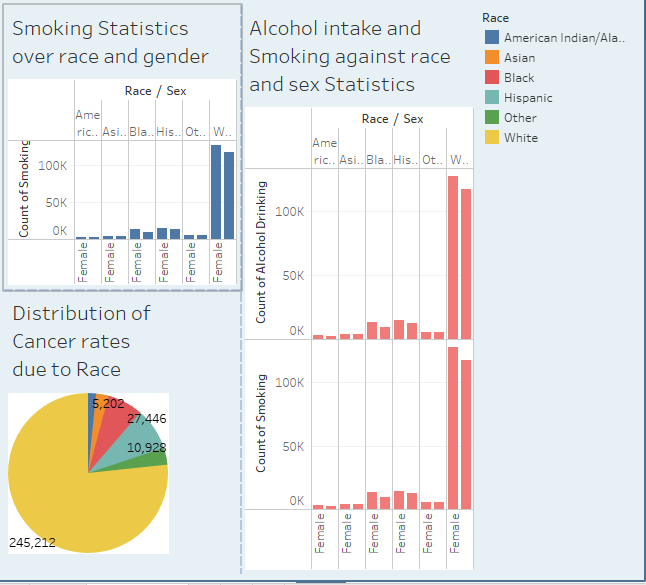 Smoking Statistics
over race and gender
Race / Sex
Ame
ric.. Asi.. Bla.. His.. Ot.. W..
Count of Smoking
100K
50K
0K
Female Female Female Female Female Female
Distribution of
Cancer rates
due to Race
5,202
27,446
10,928
245,212
Alcohol intake and
Smoking against race
and sex Statistics
Race / Sex
Ame
ric.. Asi.. Bla.. His.. Ot.. W..
Count of Alcohol Drinking
100K
50K
0K
Count of Smoking
100K
50K
0K
Female Female Female Female Female Female
Race
American Indian/Ala..
Asian
Black
Hispanic
Other
White